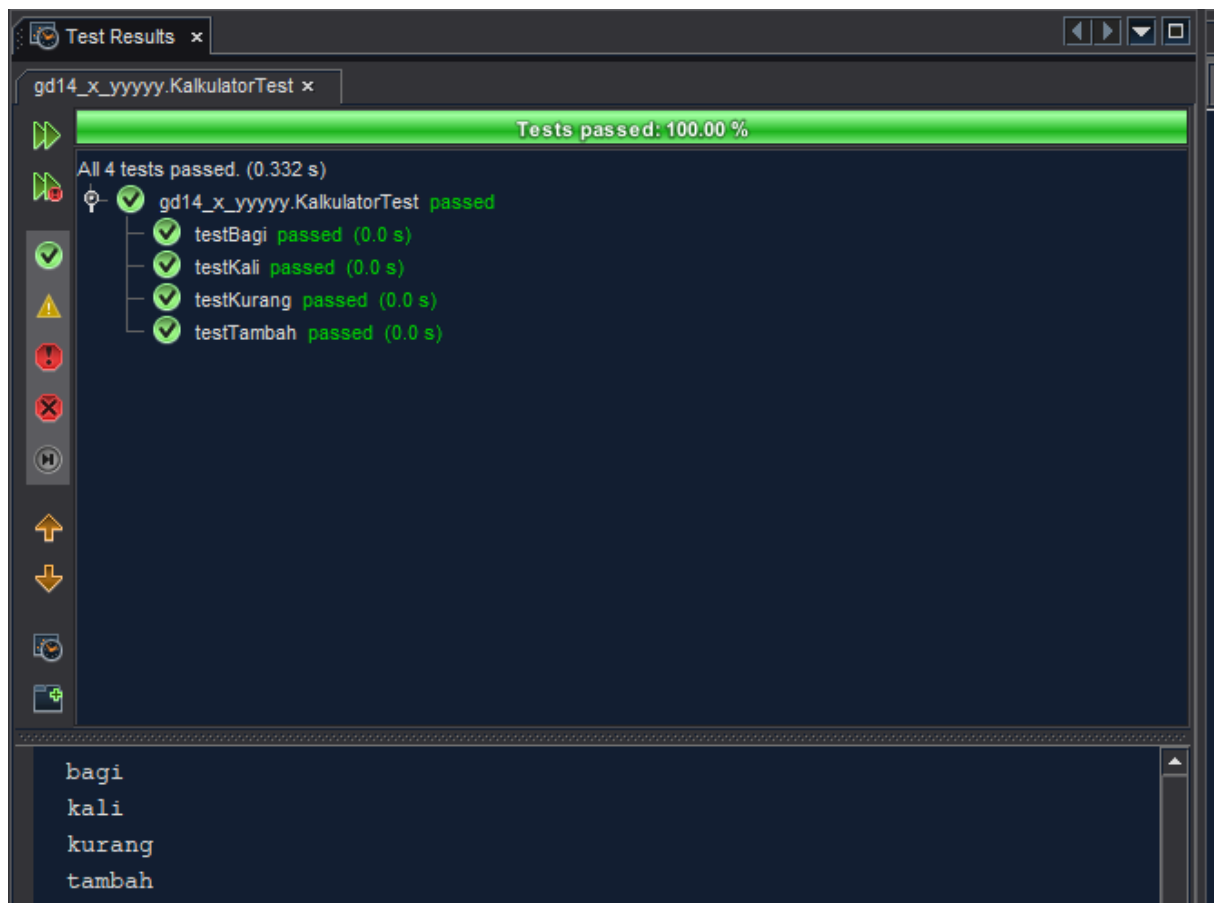 Test Results
gd14_x_yyyyy.KalkulatorTest
Tests passed: 100.00 %
All 4 tests passed. (0.332 s)
gd14_x_yyyyy.KalkulatorTest passed
testBagi passed (0.0 s)
testKali passed (0.0 s)
testKurang passed (0.0 s)
testTambah passed (0.0 s)
bagi
kali
kurang
tambah